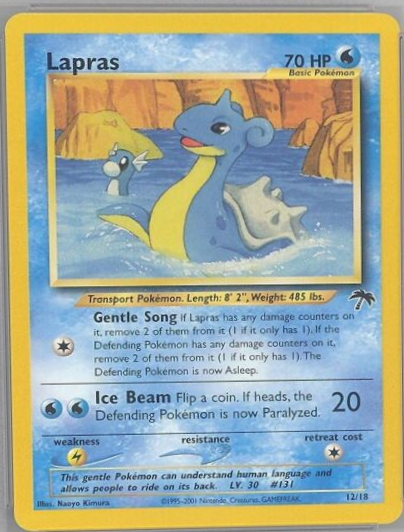 Lapras 70 HP
Basic Pokémon
Transport Pokémon. Length: 8' 2", Weight: 485 lbs.
Gentle Song If Lapras has any damage counters on
it, remove 2 of them from it (1 if it only has 1). If the
Defending Pokémon has any damage counters on it,
remove 2 of them from it (1 if it only has 1). The
Defending Pokémon is now Asleep.
Ice Beam Flip a coin. If heads, the 20
Defending Pokémon is now Paralyzed.
weakness resistance retreat cost
This gentle Pokémon can understand human language and
allows people to ride on its back. LV. 30 #131
Illus. Naoyo Kimura ©1995-2001 Nintendo, Creatures, GAMEFREAK. 12/18